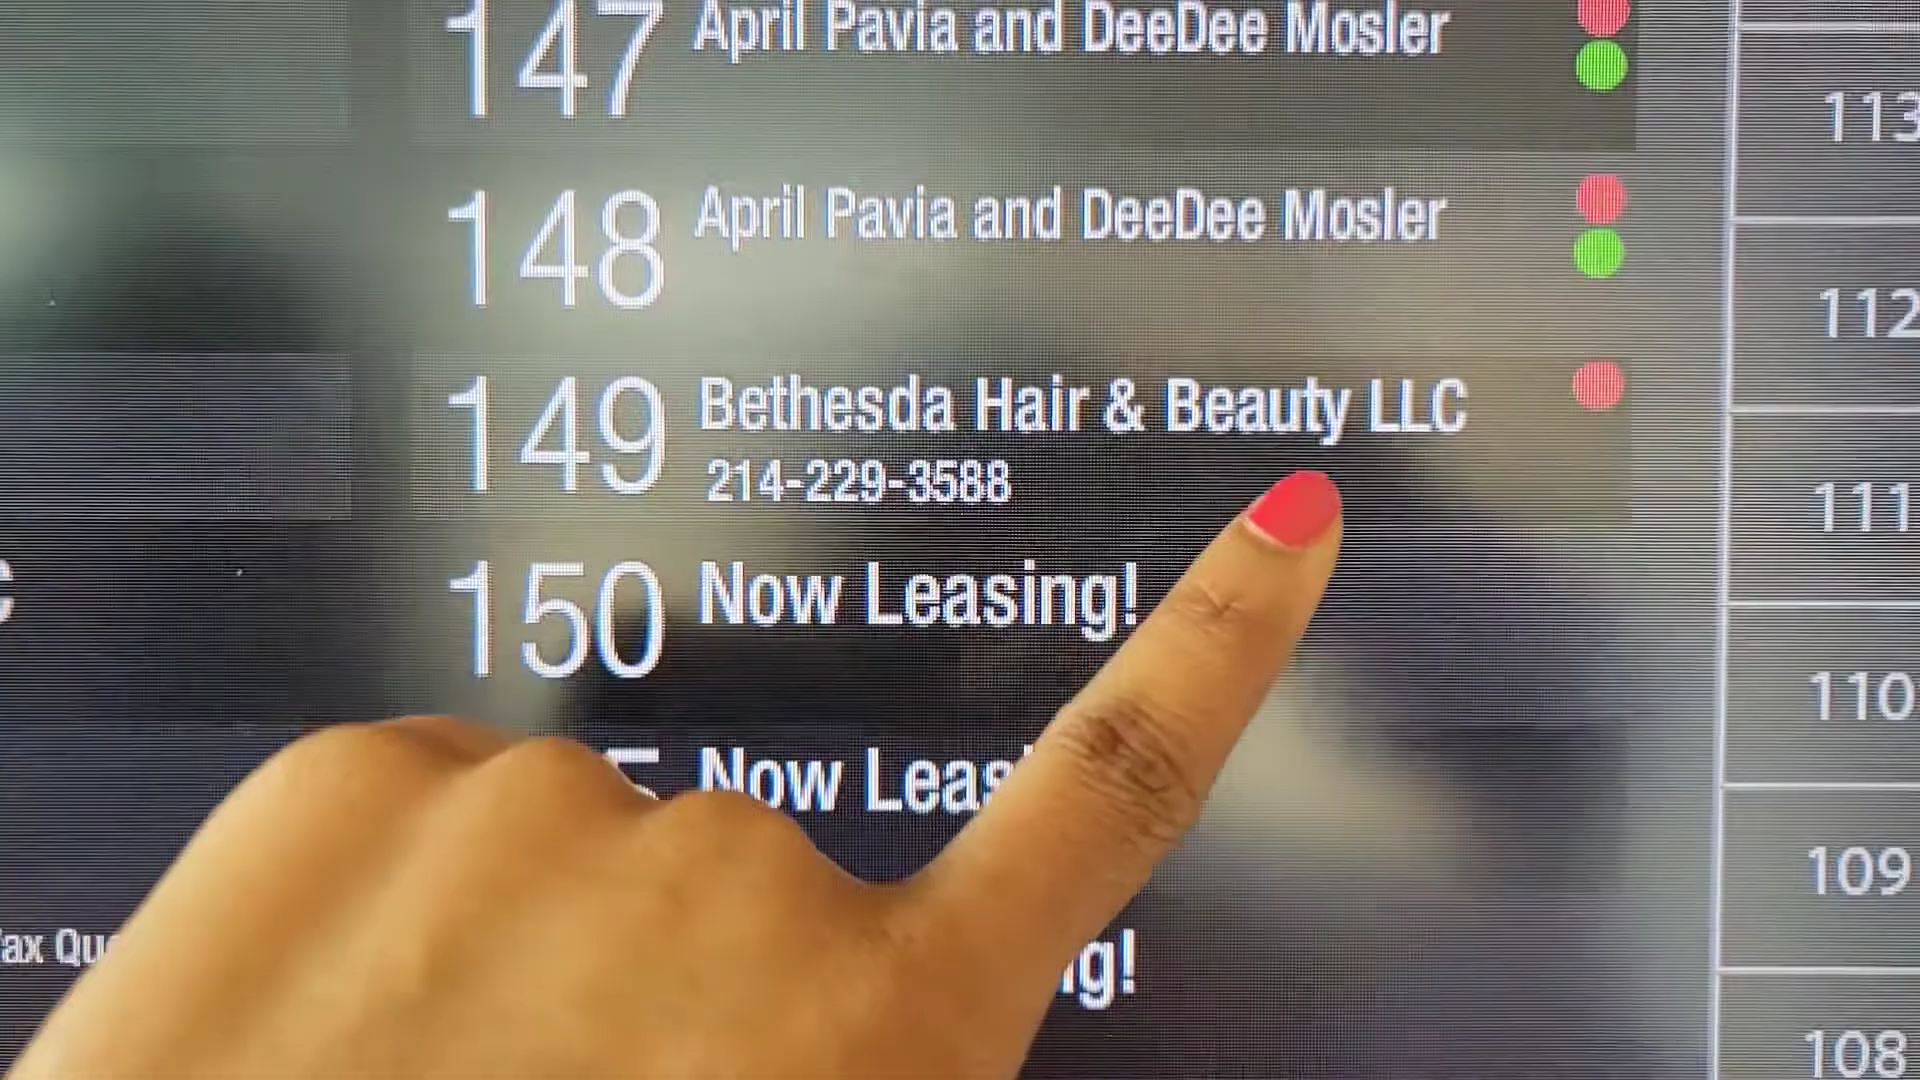 147 April Pavia and DeeDee Mosler
148 April Pavia and DeeDee Mosler
149 Bethesda Hair & Beauty LLC
214-229-3588
150 Now Leasing!
Now
113
112
111
110
109
108